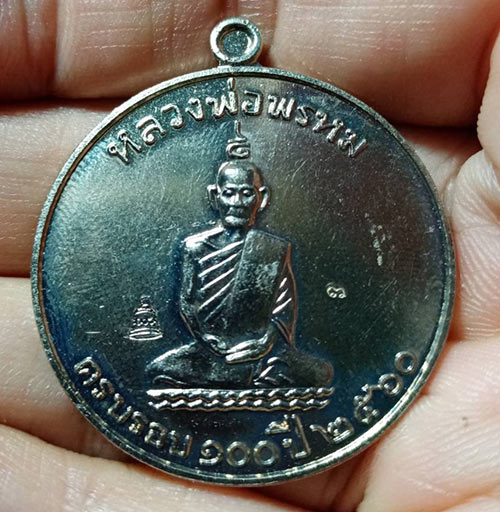 หลวงพ่อพรหม
๓
ครบรอบ ๑๐๐ ปี ๒๕๖๐